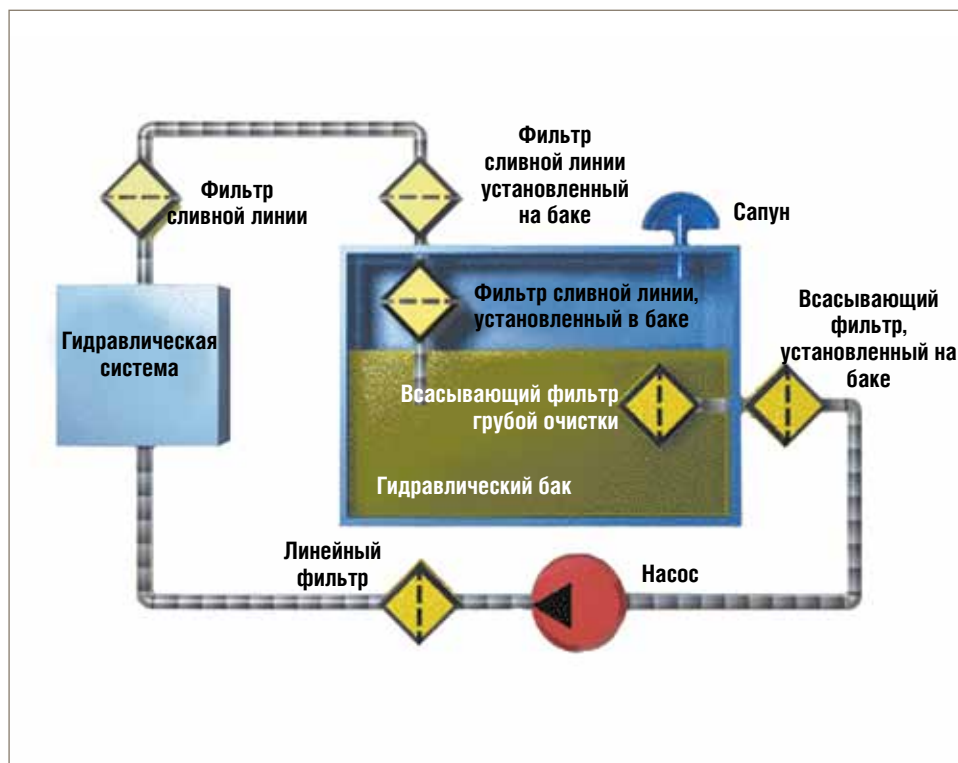 Фильтр
сливной линии
установленный
на баке
Фильтр
сливной линии
Сапун
Фильтр сливной линии,
установленный в баке
Всасывающий
фильтр,
установленный на
баке
Гидравлическая
система
Всасывающий фильтр
грубой очистки
Гидравлический бак
Линейный
фильтр
Насос